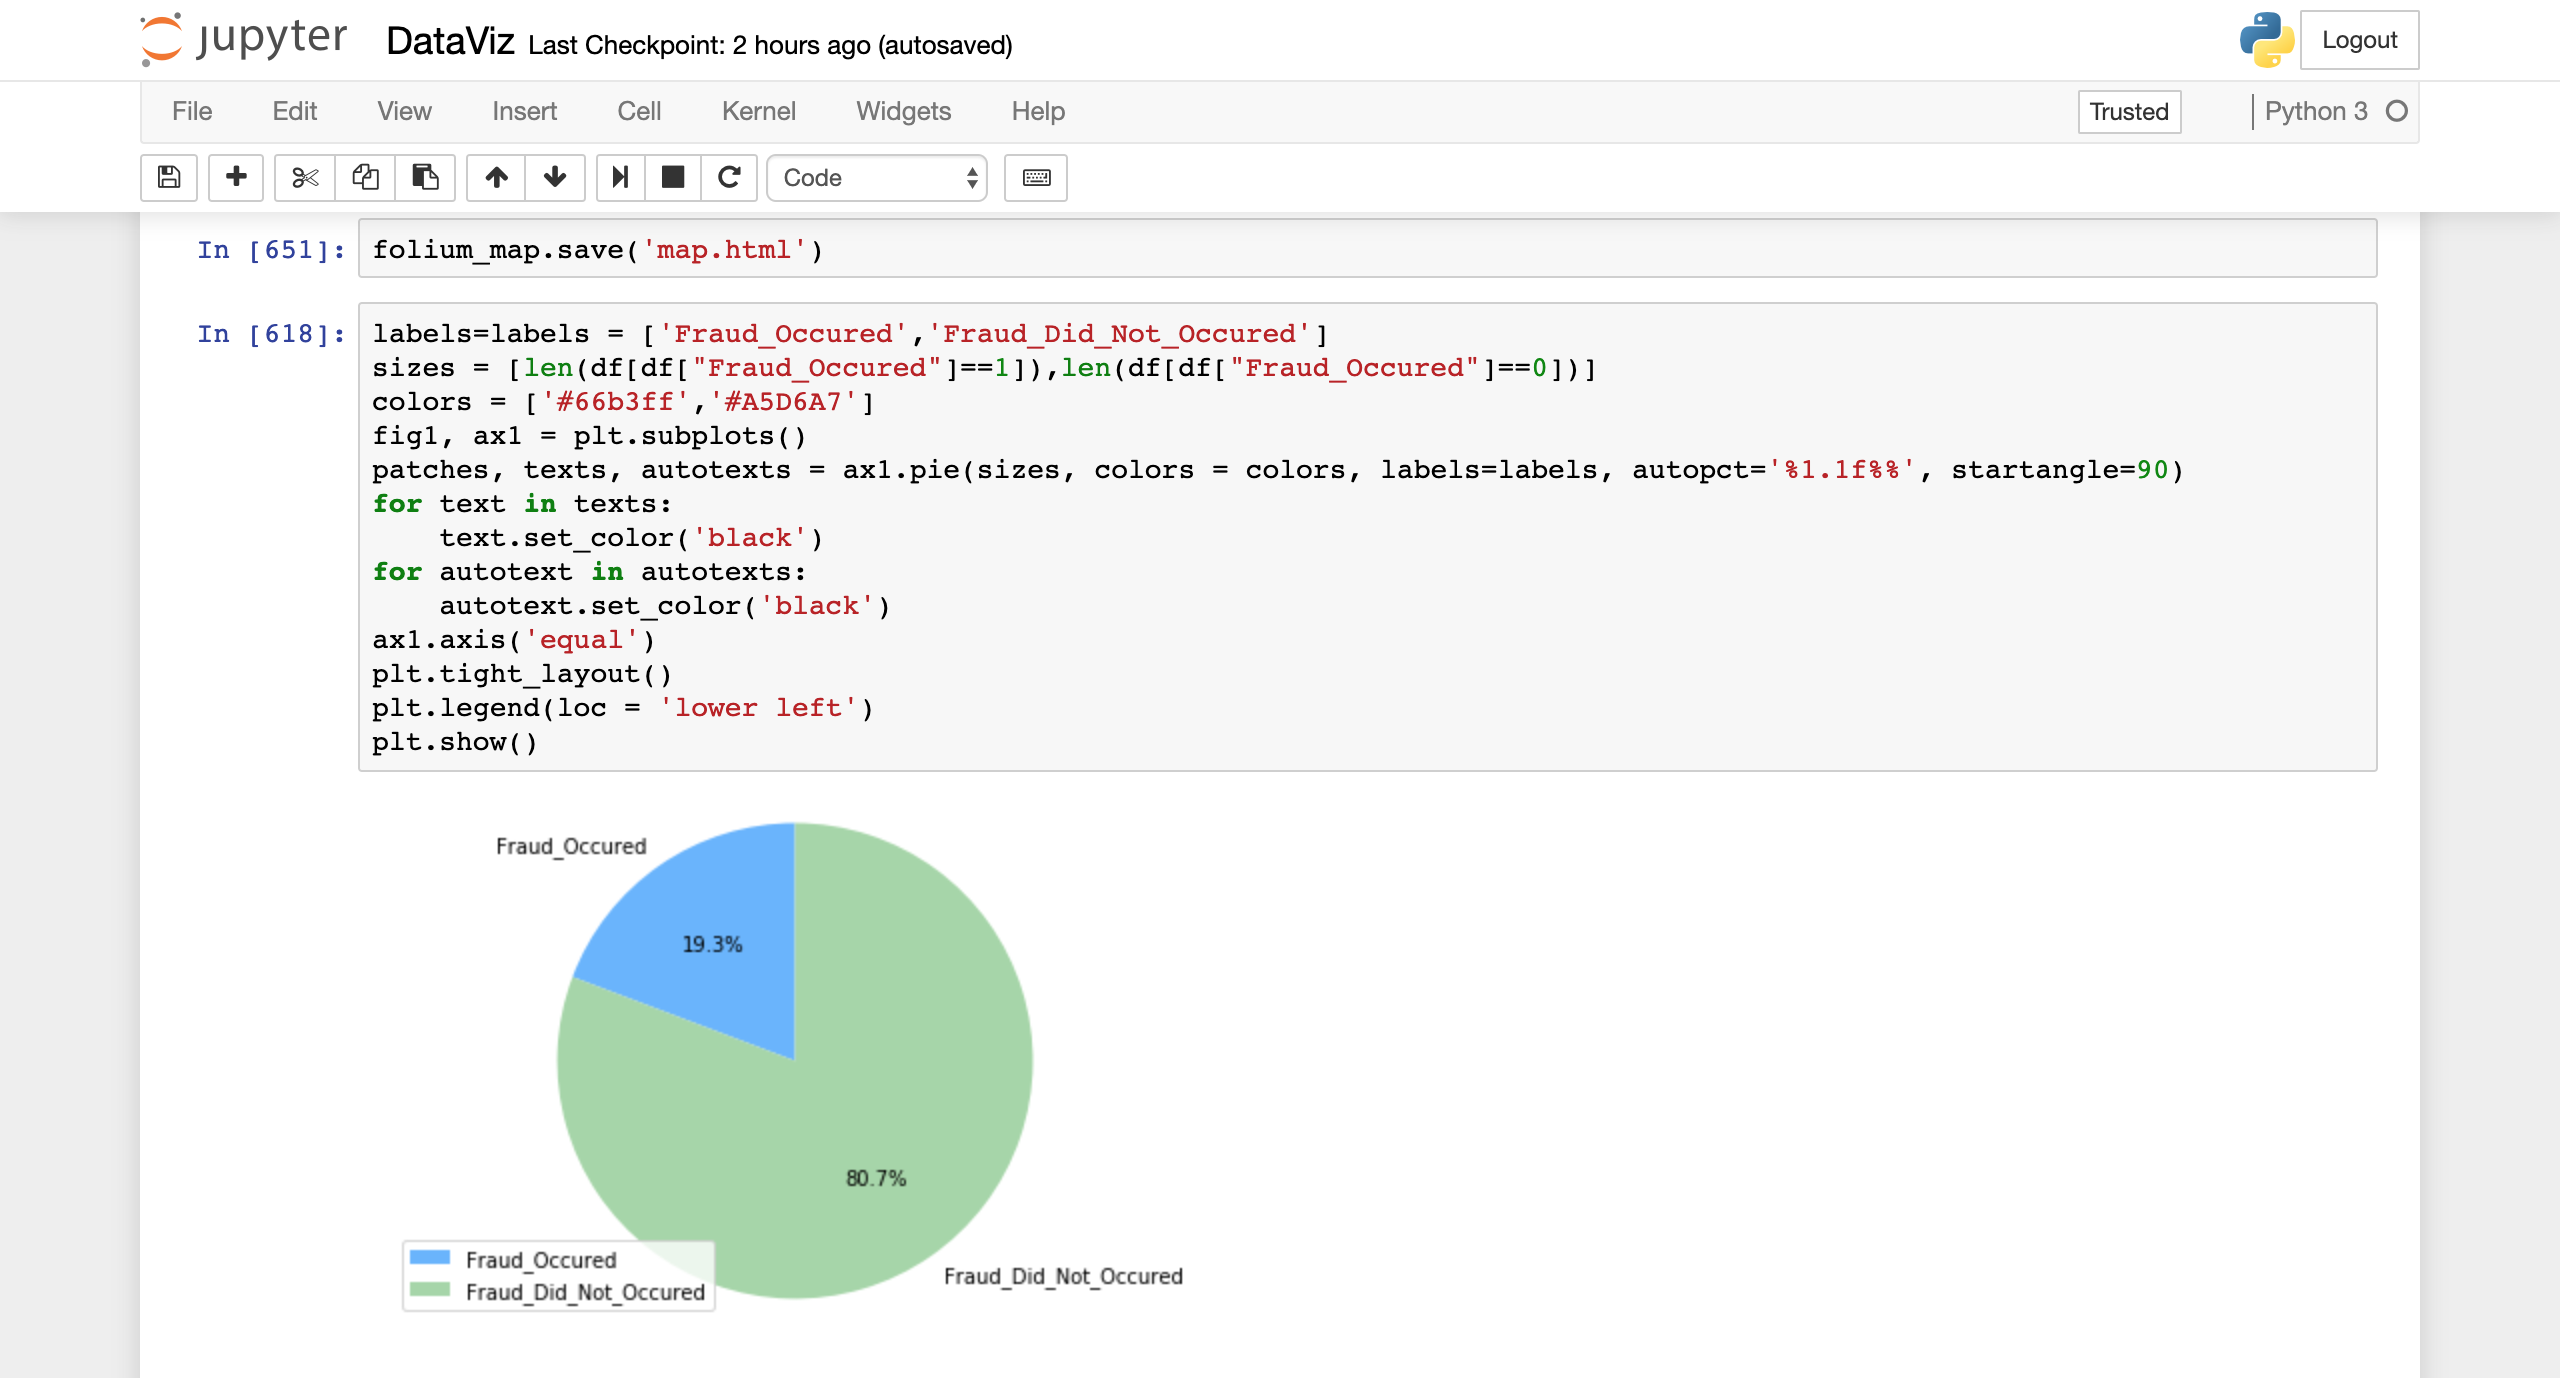 jupyter DataViz Last Checkpoint: 2 hours ago (autosaved) Logout
File Edit View Insert Cell Kernel Widgets Help Trusted Python 3
Code
In [651]: folium_map.save('map.html')
In [618]: labels=labels = ['Fraud_Occured','Fraud_Did_Not_Occured']
sizes = [len(df[df["Fraud_Occured"]==1]),len(df[df["Fraud_Occured"]==0])]
colors = ['#66b3ff','#A5D6A7']
fig1, ax1 = plt.subplots()
patches, texts, autotexts = ax1.pie(sizes, colors = colors, labels=labels, autopct='%1.1f%%', startangle=90)
for text in texts:
    text.set_color('black')
for autotext in autotexts:
    autotext.set_color('black')
ax1.axis('equal')
plt.tight_layout()
plt.legend(loc = 'lower left')
plt.show()
Fraud_Occured
19.3%
80.7%
Fraud_Occured
Fraud_Did_Not_Occured
Fraud_Did_Not_Occured